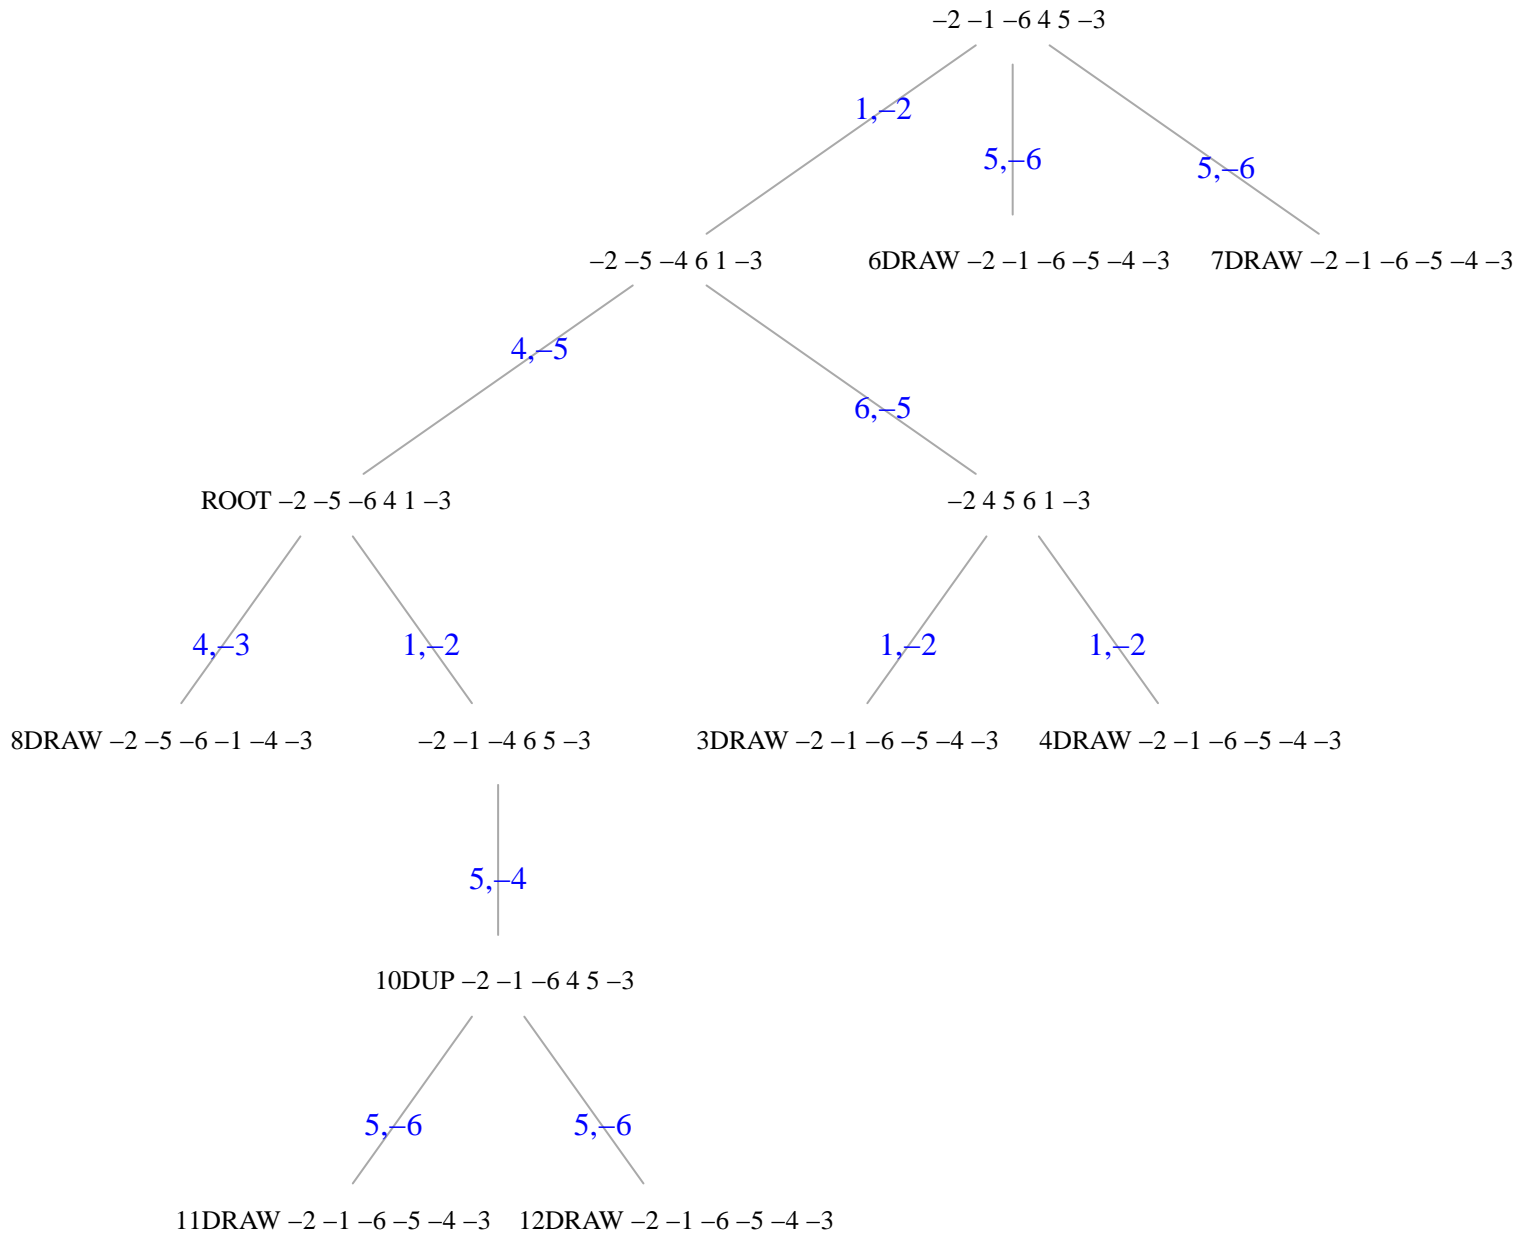 –2 –1 –6 4 5 –3
1,–2
5,–6
5,–6
–2 –5 –4 6 1 –3
6DRAW –2 –1 –6 –5 –4 –3
7DRAW –2 –1 –6 –5 –4 –3
4,–5
6,–5
ROOT –2 –5 –6 4 1 –3
–2 4 5 6 1 –3
4,–3
1,–2
1,–2
1,–2
8DRAW –2 –5 –6 –1 –4 –3
–2 –1 –4 6 5 –3
3DRAW –2 –1 –6 –5 –4 –3
4DRAW –2 –1 –6 –5 –4 –3
5,–4
10DUP –2 –1 –6 4 5 –3
5,–6
5,–6
11DRAW –2 –1 –6 –5 –4 –3
12DRAW –2 –1 –6 –5 –4 –3